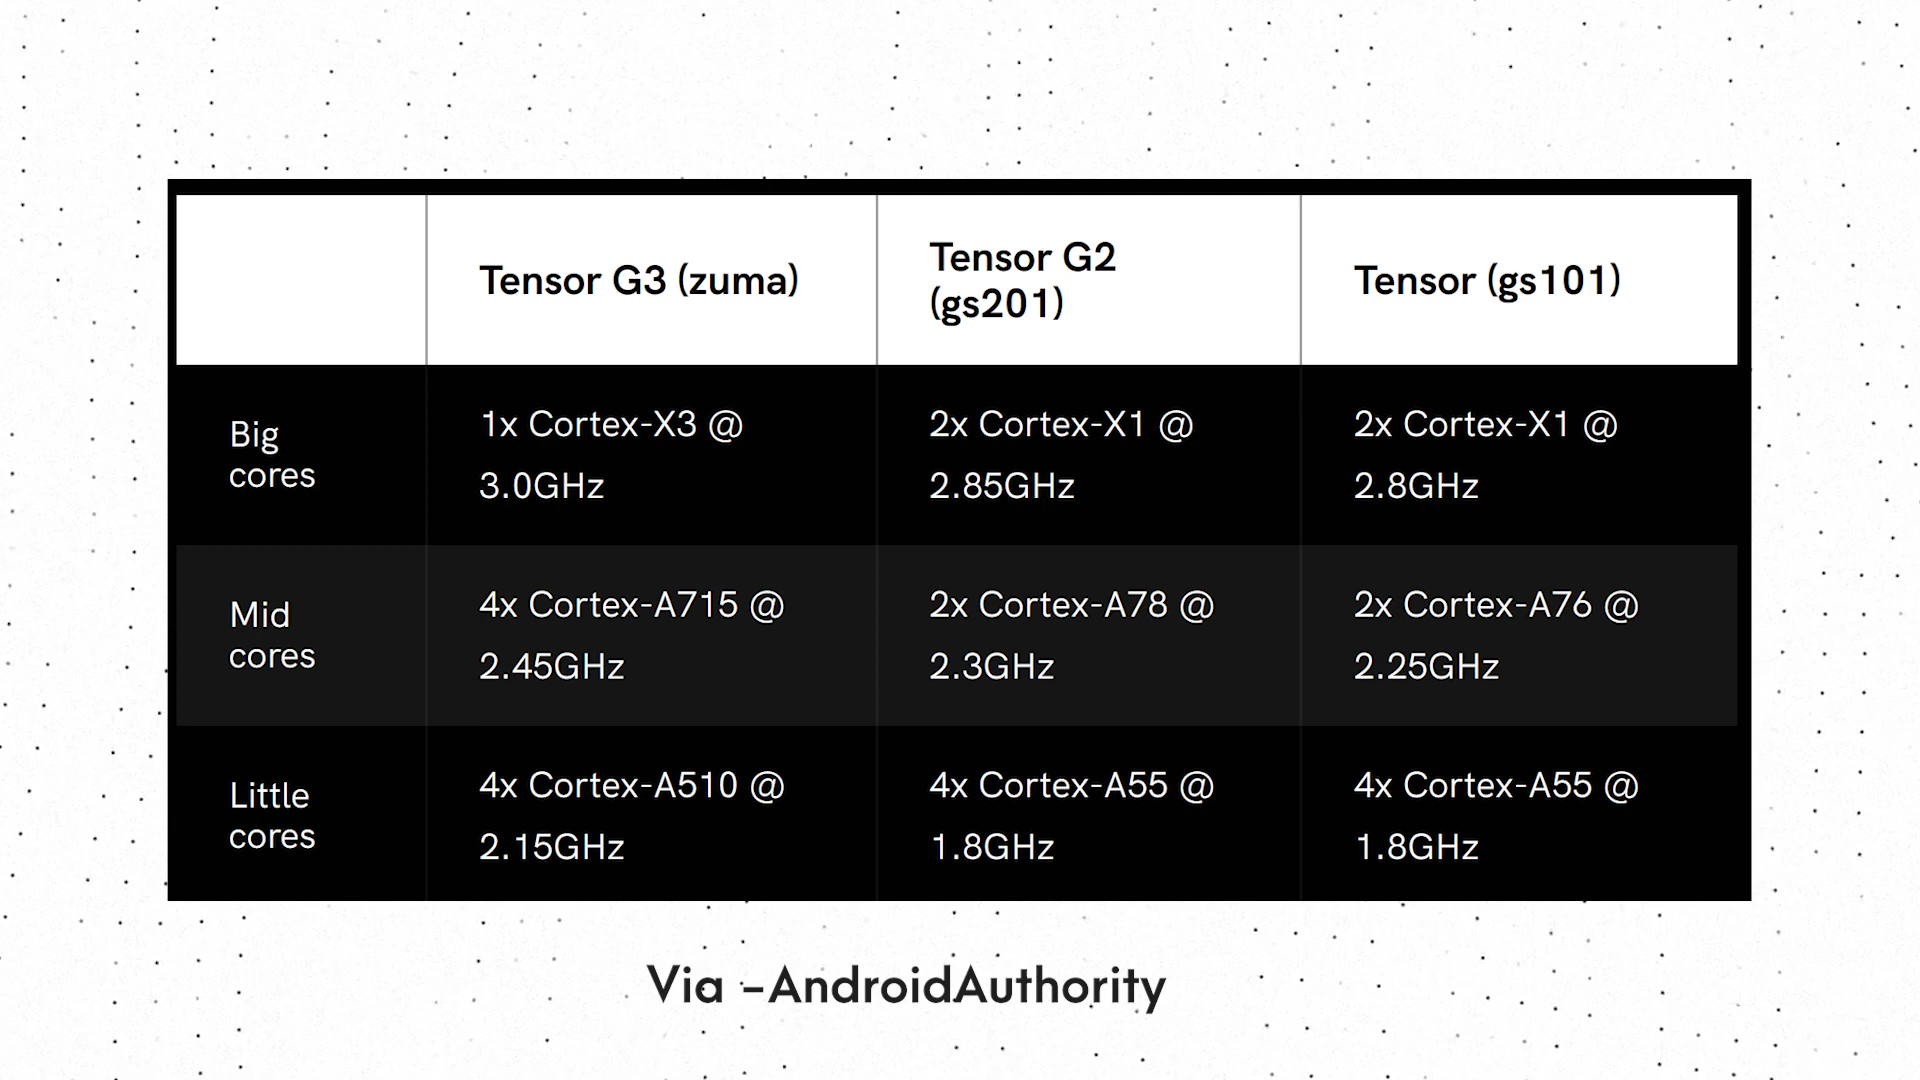 Tensor G3 (zuma)
Tensor G2
(gs201)
Tensor (gs101)
Big
cores
1x Cortex-X3 @
3.0GHz
2x Cortex-X1 @
2.85GHz
2x Cortex-X1 @
2.8GHz
Mid
cores
4x Cortex-A715 @
2.45GHz
2x Cortex-A78 @
2.3GHz
2x Cortex-A76 @
2.25GHz
Little
cores
4x Cortex-A510 @
2.15GHz
4x Cortex-A55 @
1.8GHz
4x Cortex-A55 @
1.8GHz
Via -AndroidAuthority